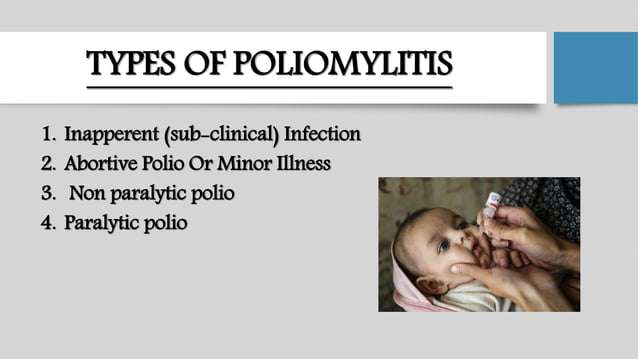 TYPES OF POLIOMYLITIS
1. Inapperent (sub-clinical) Infection
2. Abortive Polio Or Minor Illness
3. Non paralytic polio
4. Paralytic polio